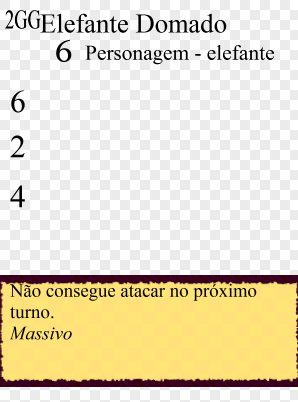 2GGElefante Domado
6 Personagem - elefante
6
2
4
Não consegue atacar no próximo
turno.
Massivo